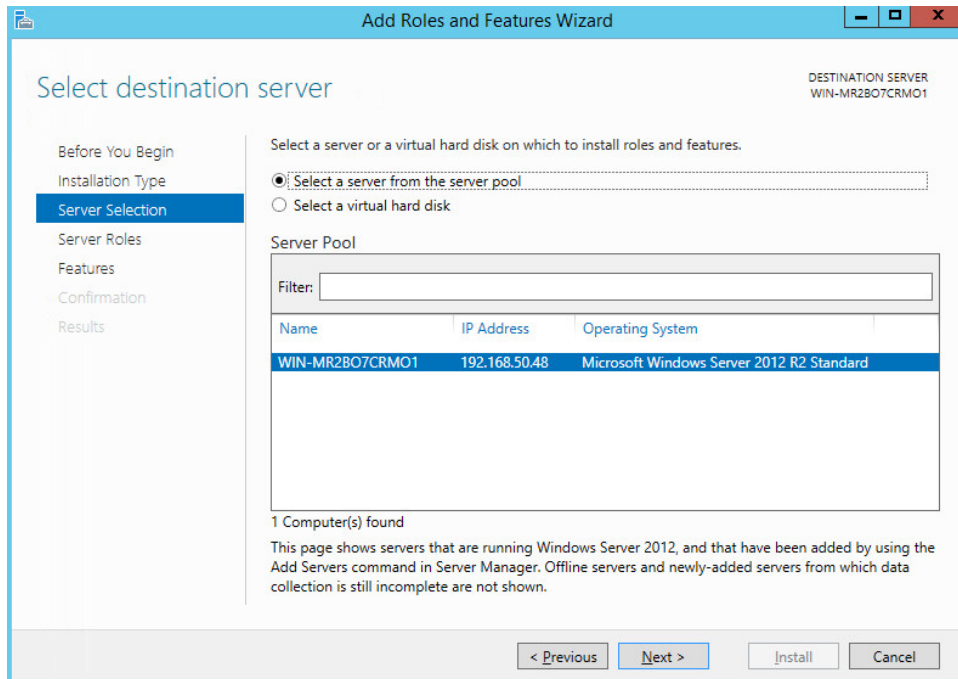 Add Roles and Features Wizard
Select destination server
DESTINATION SERVER
WIN-MR2BO7CRMO1
Before You Begin
Installation Type
Server Selection
Server Roles
Features
Confirmation
Results
Select a server or a virtual hard disk on which to install roles and features.
Select a server from the server pool
Select a virtual hard disk
Server Pool
Filter:
Name IP Address Operating System
WIN-MR2BO7CRMO1 192.168.50.48 Microsoft Windows Server 2012 R2 Standard
1 Computer(s) found
This page shows servers that are running Windows Server 2012, and that have been added by using the
Add Servers command in Server Manager. Offline servers and newly-added servers from which data
collection is still incomplete are not shown.
< Previous Next > Install Cancel